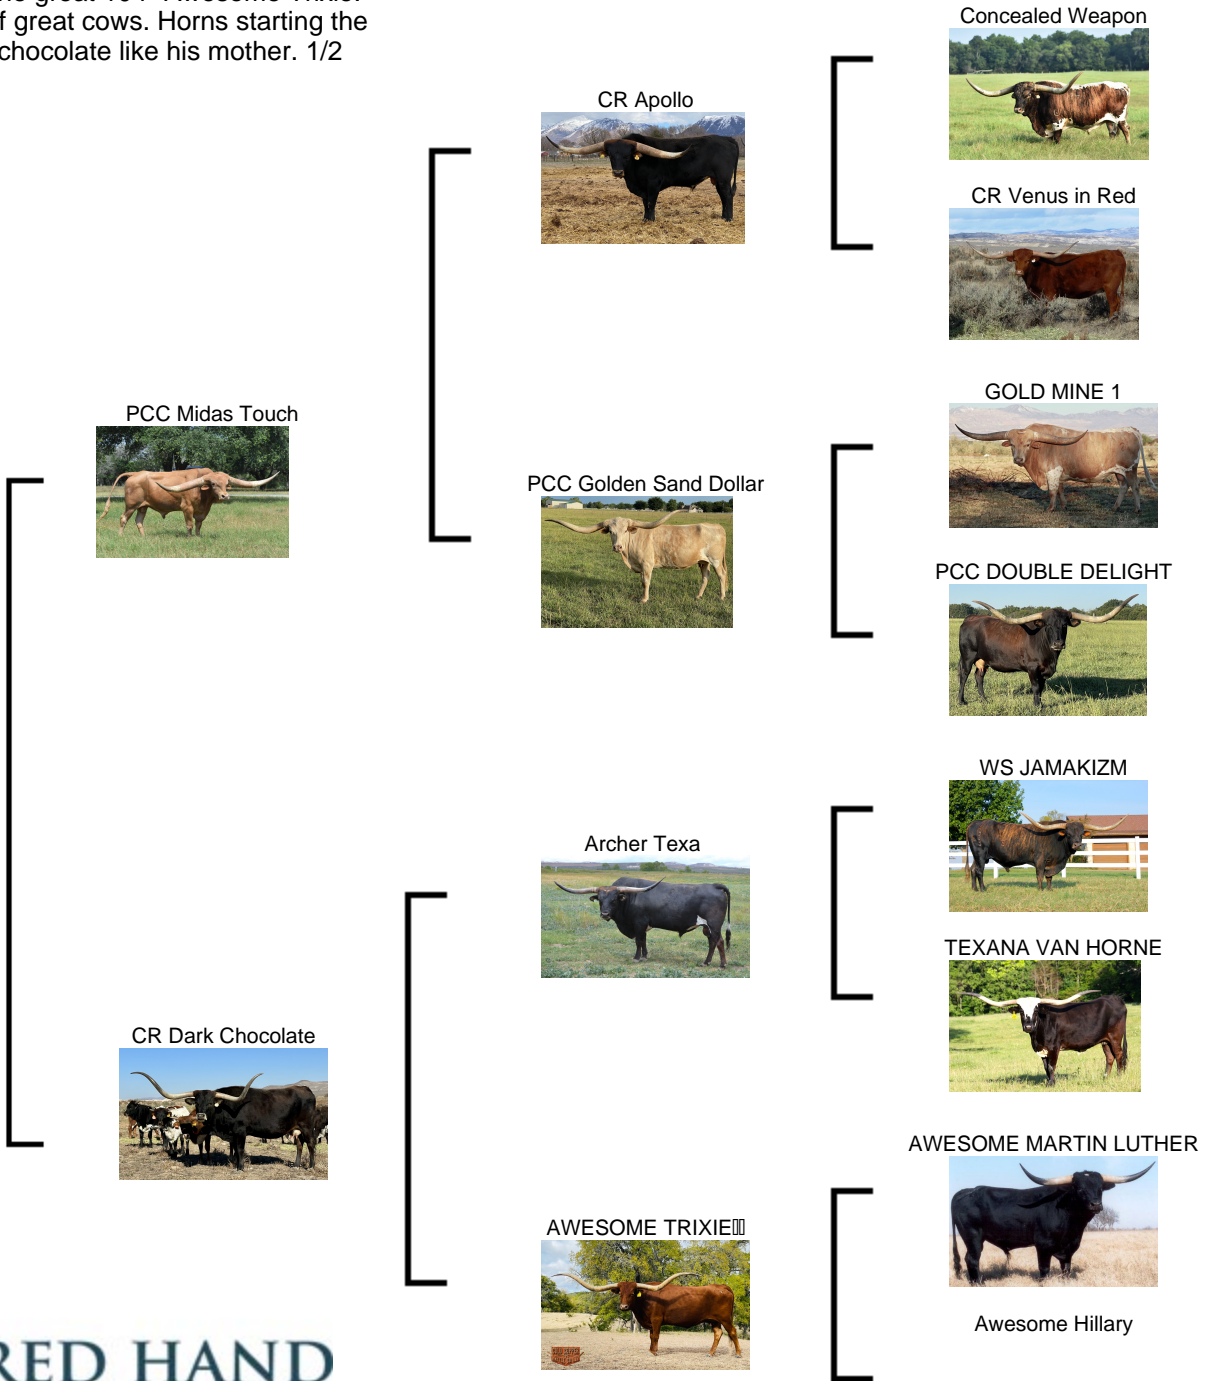 f great cows. Horns starting the
chocolate like his mother. 1/2
Concealed Weapon
CR Apollo
CR Venus in Red
GOLD MINE 1
PCC Midas Touch
PCC Golden Sand Dollar
PCC DOUBLE DELIGHT
WS JAMAKIZM
Archer Texa
TEXANA VAN HORNE
CR Dark Chocolate
AWESOME MARTIN LUTHER
AWESOME TRIXIE
Awesome Hillary
RED HAND